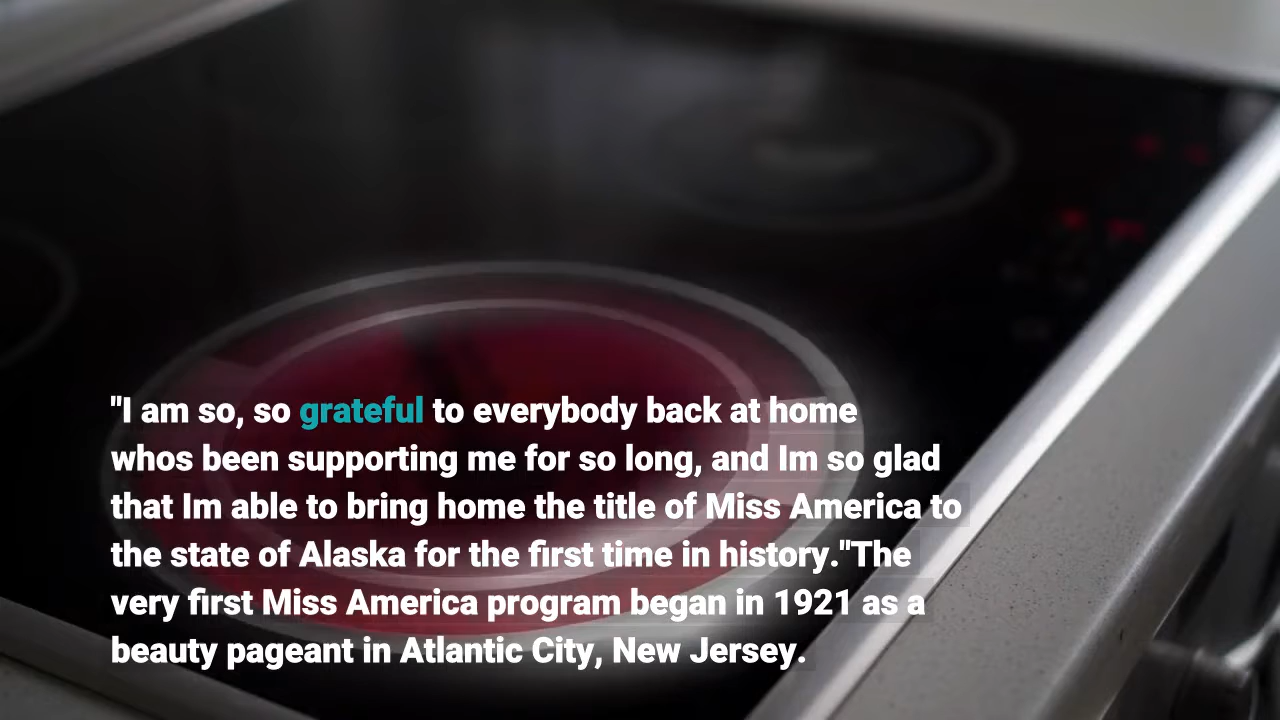 "I am so, so grateful to everybody back at home
whos been supporting me for so long, and Im so glad
that Im able to bring home the title of Miss America to
the state of Alaska for the first time in history."The
very first Miss America program began in 1921 as a
beauty pageant in Atlantic City, New Jersey.